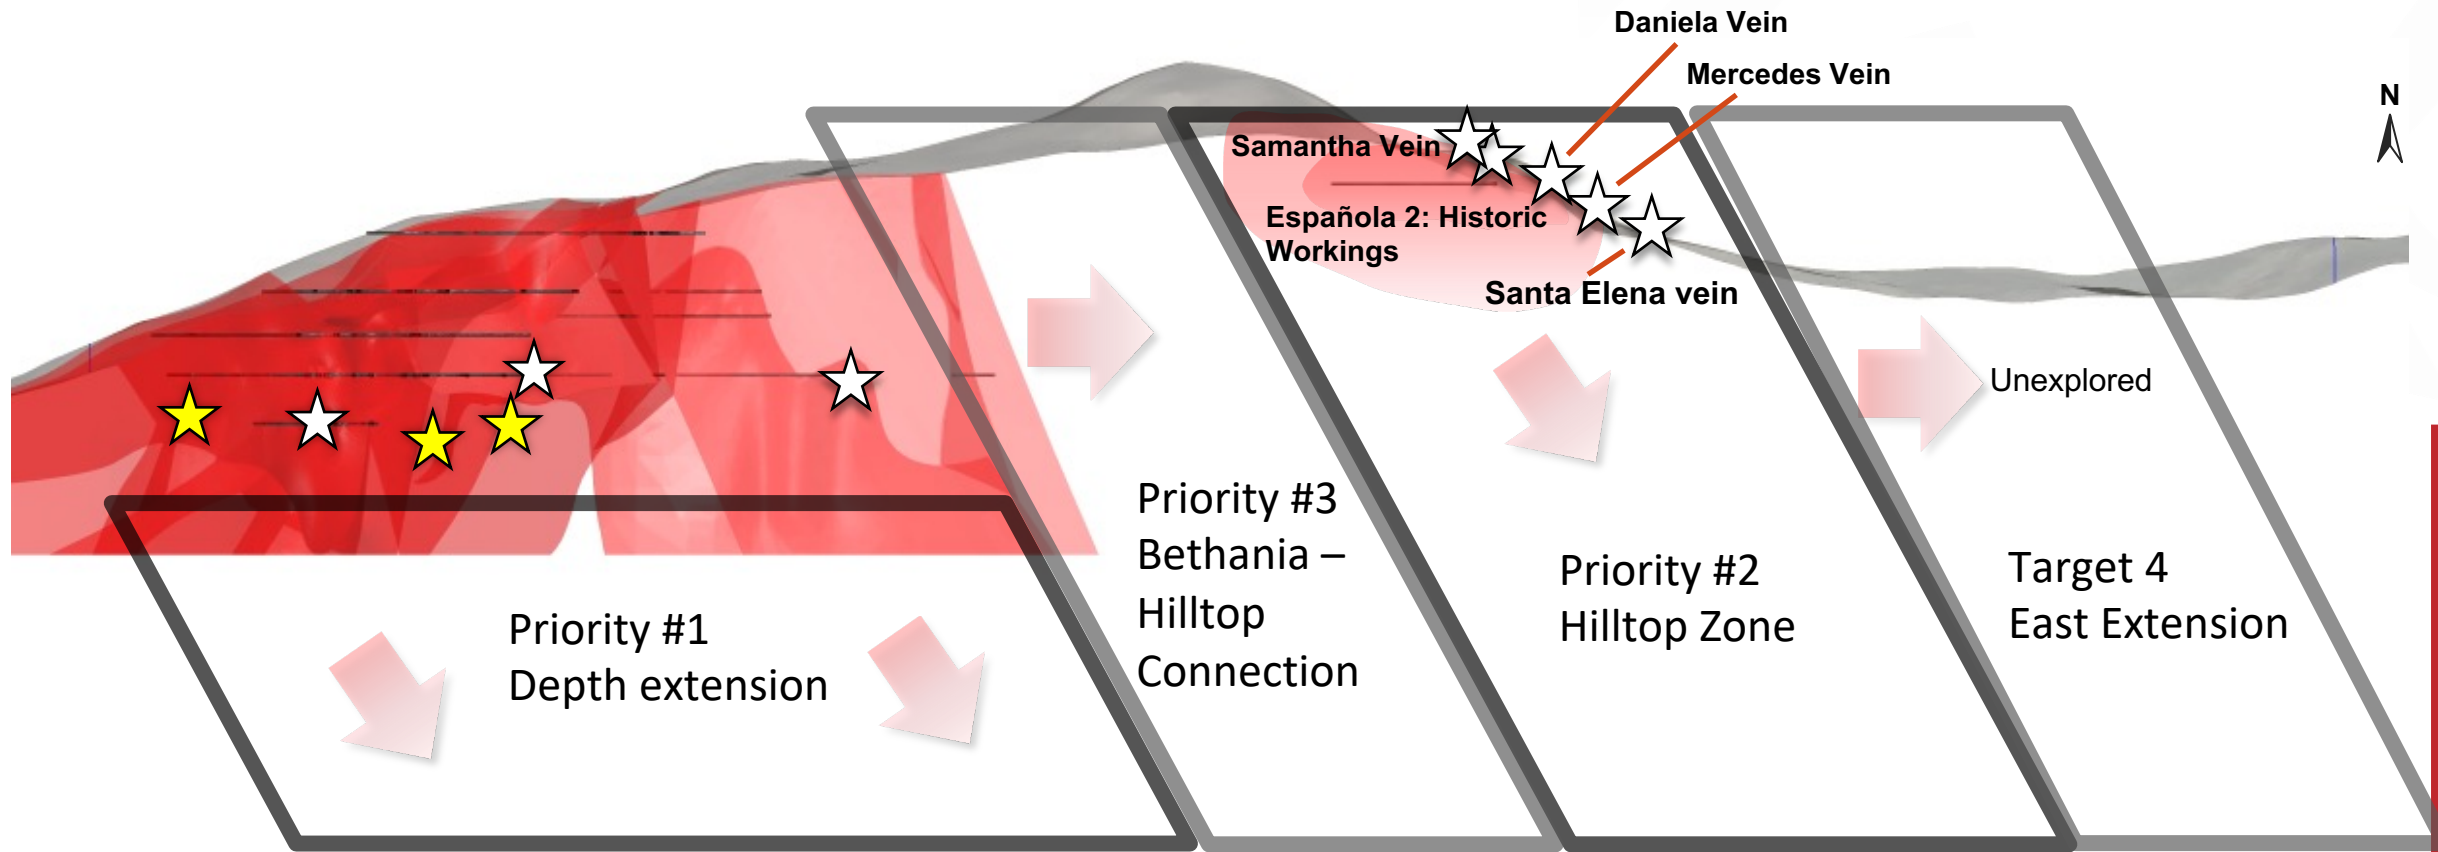 Daniela Vein
Mercedes Vein
N
Samantha Vein
Española 2: Historic
Workings
Santa Elena vein
Unexplored
Priority #3
Bethania –
Hilltop
Connection
Priority #2
Hilltop Zone
Target 4
East Extension
Priority #1
Depth extension